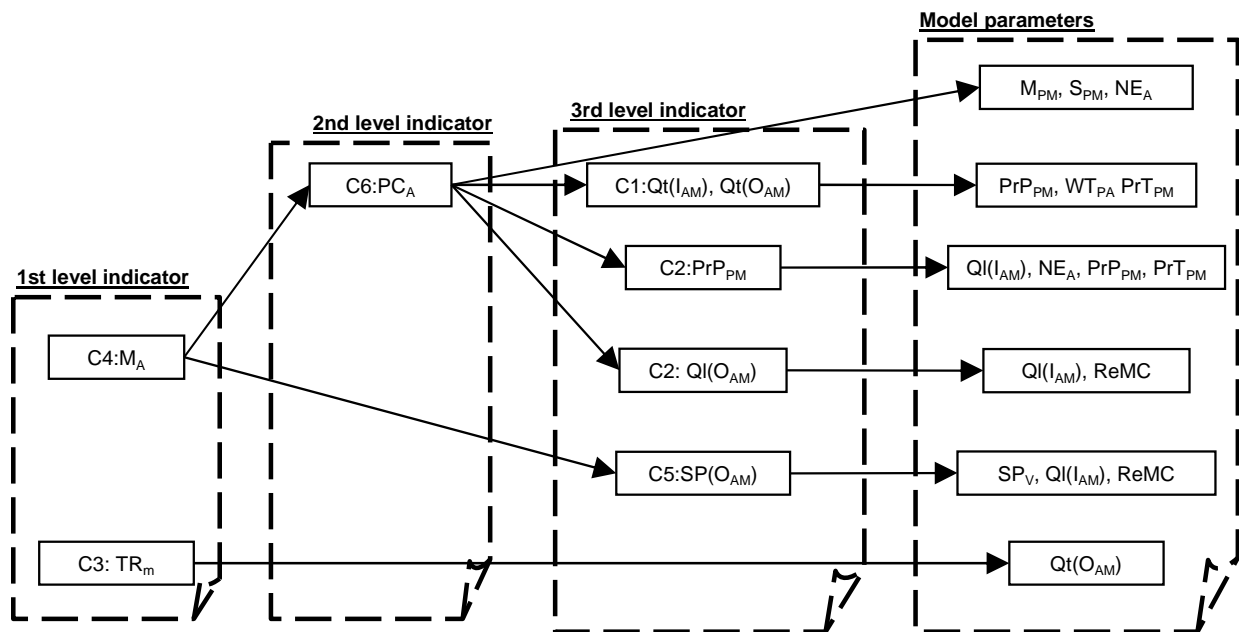 Model parameters
M_PM, S_PM, NE_A
2nd level indicator
3rd level indicator
C6:PC_A
C1:Qt(I_AM), Qt(O_AM)
PrP_PM, WT_PA PrT_PM
1st level indicator
C2:PrP_PM
Ql(I_AM), NE_A, PrP_PM, PrT_PM
C4:M_A
C2: Ql(O_AM)
Ql(I_AM), ReMC
C5:SP(O_AM)
SP_V, Ql(I_AM), ReMC
C3: TR_m
Qt(O_AM)